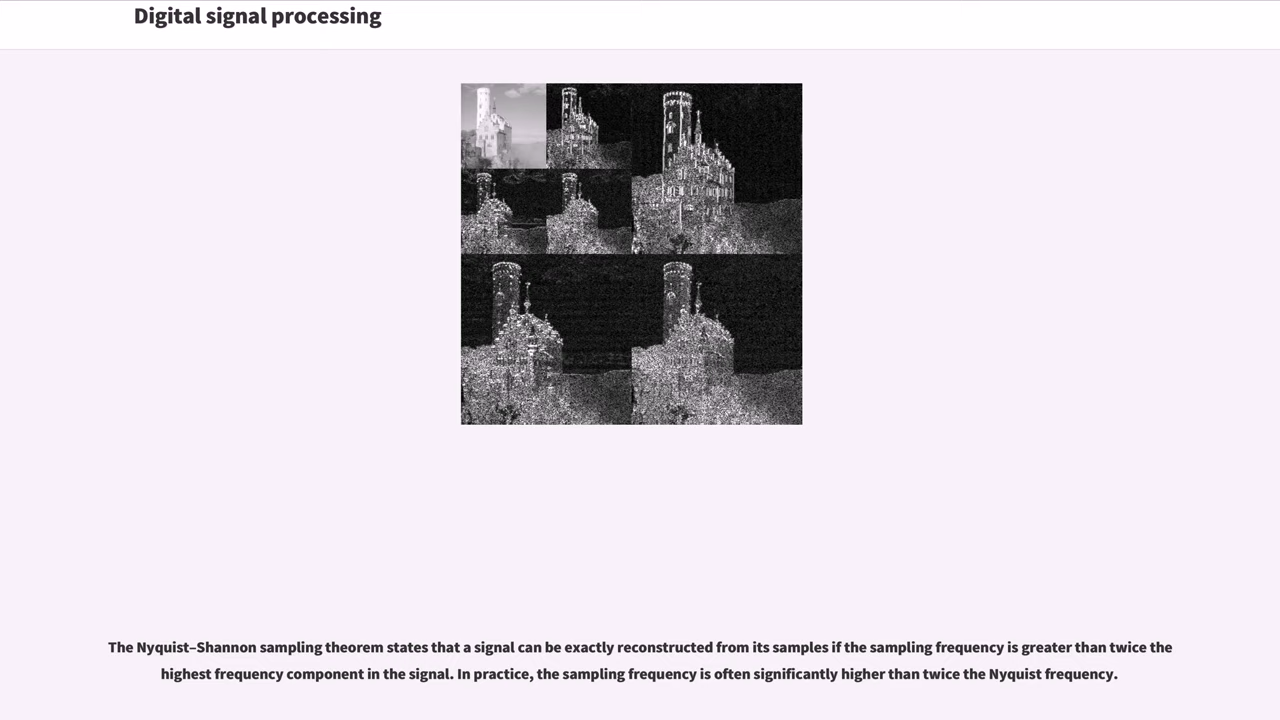 Digital signal processing
The Nyquist–Shannon sampling theorem states that a signal can be exactly reconstructed from its samples if the sampling frequency is greater than twice the
highest frequency component in the signal. In practice, the sampling frequency is often significantly higher than twice the Nyquist frequency.